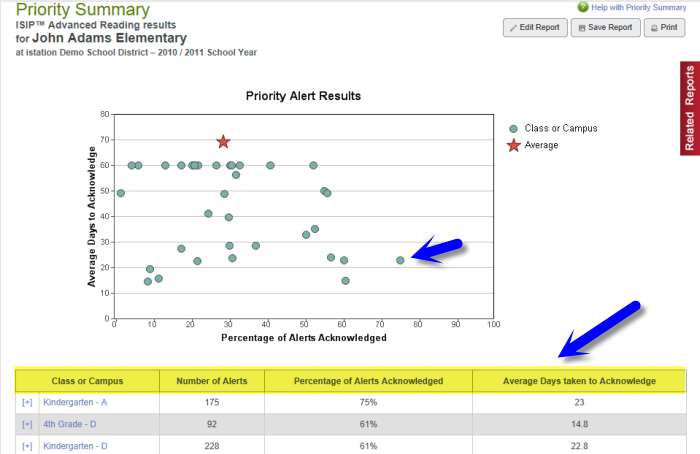 Priority Summary
Help with Priority Summary
ISIP™ Advanced Reading results
for John Adams Elementary
at istation Demo School District – 2010 / 2011 School Year
Edit Report
Save Report
Print
Related Reports
Priority Alert Results
Class or Campus
Average
Average Days to Acknowledge
80
70
60
50
40
30
20
10
0
0 10 20 30 40 50 60 70 80 90 100
Percentage of Alerts Acknowledged
Class or Campus Number of Alerts Percentage of Alerts Acknowledged Average Days taken to Acknowledge
[+] Kindergarten - A 175 75% 23
[+] 4th Grade - D 92 61% 14.8
[+] Kindergarten - D 228 61% 22.8